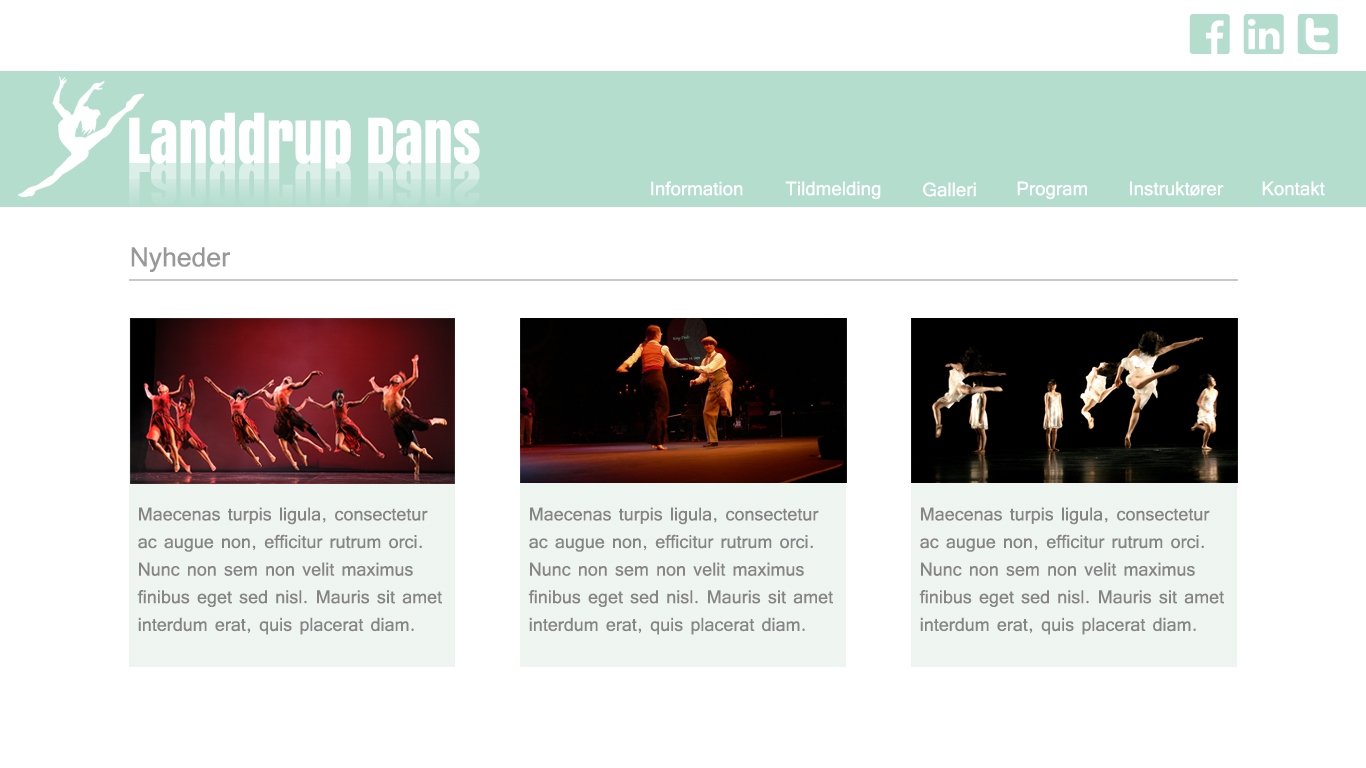 Landdrup Dans
Information Tildmelding Galleri Program Instruktører Kontakt
Nyheder
Maecenas turpis ligula, consectetur
ac augue non, efficitur rutrum orci.
Nunc non sem non velit maximus
finibus eget sed nisl. Mauris sit amet
interdum erat, quis placerat diam.
Maecenas turpis ligula, consectetur
ac augue non, efficitur rutrum orci.
Nunc non sem non velit maximus
finibus eget sed nisl. Mauris sit amet
interdum erat, quis placerat diam.
Maecenas turpis ligula, consectetur
ac augue non, efficitur rutrum orci.
Nunc non sem non velit maximus
finibus eget sed nisl. Mauris sit amet
interdum erat, quis placerat diam.